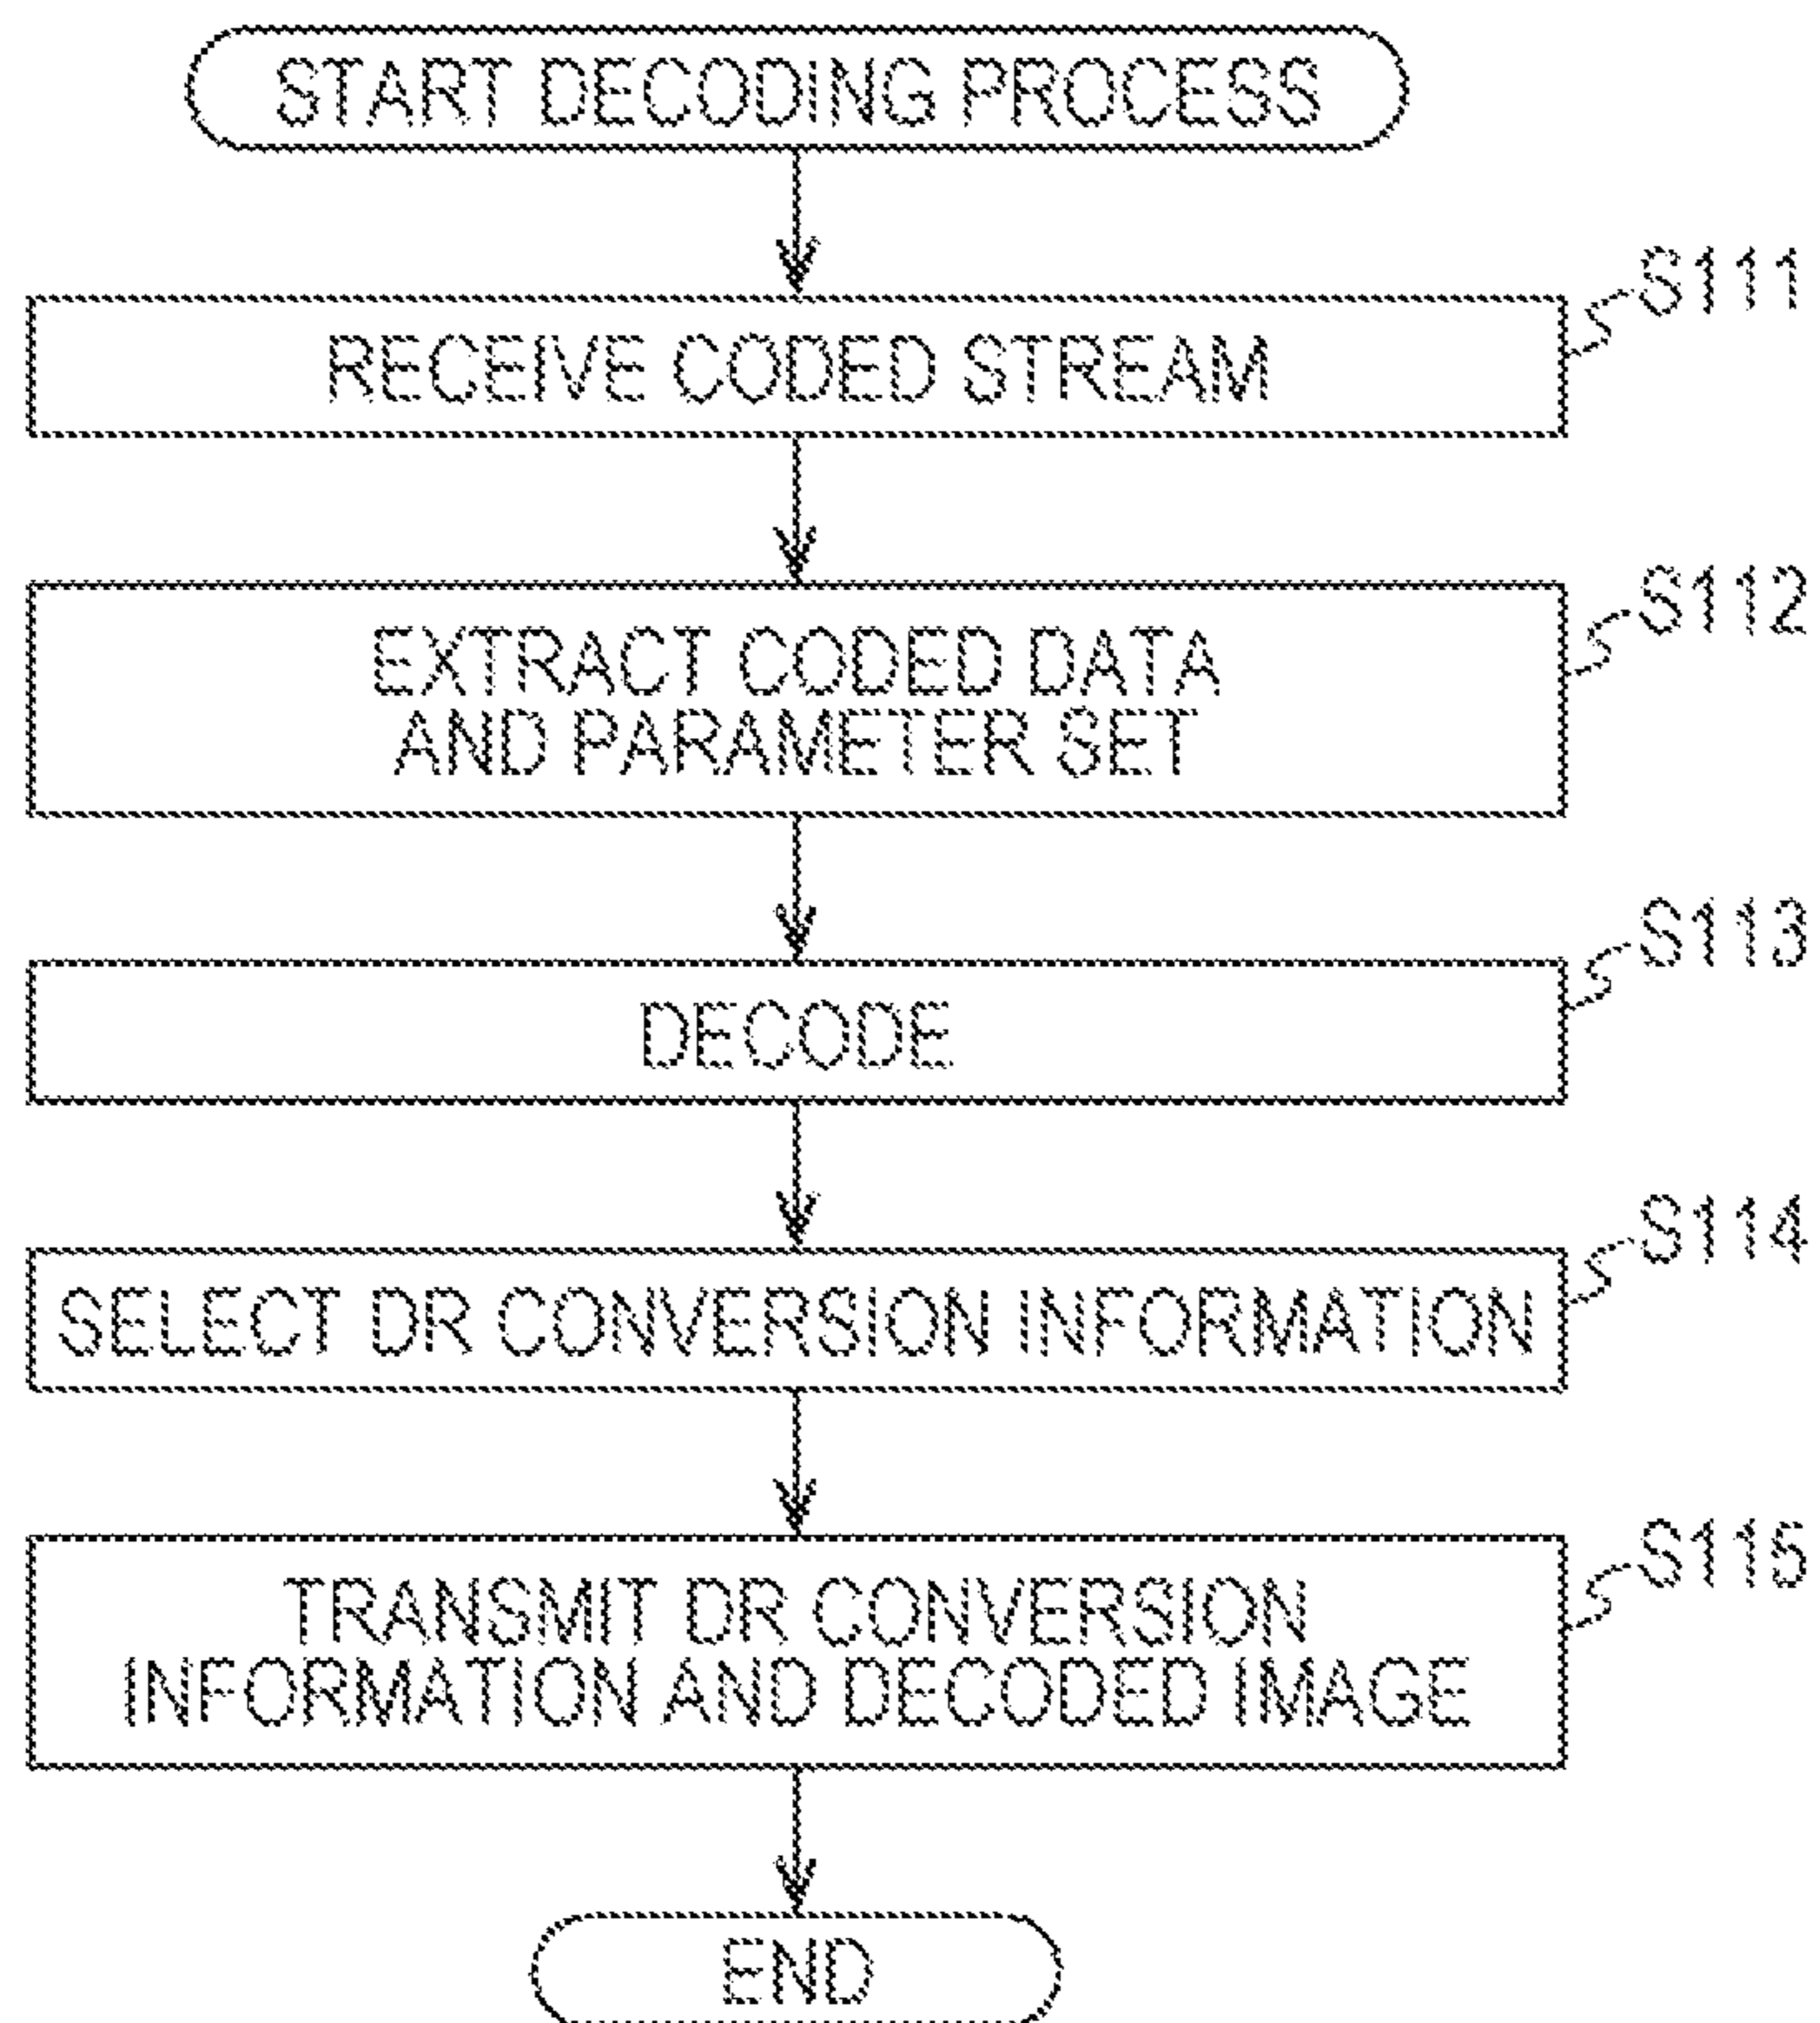 START DECODING PROCESS
S111
RECEIVE CODED STREAM
S112
EXTRACT CODED DATA
AND PARAMETER SET
S113
DECODE
S114
SELECT DR CONVERSION INFORMATION
S115
TRANSMIT DR CONVERSION
INFORMATION AND DECODED IMAGE
END